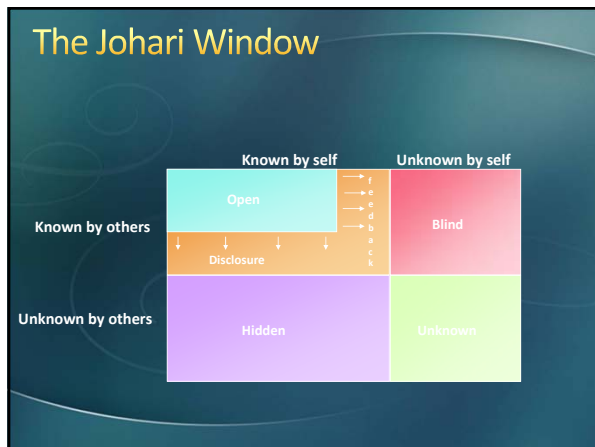 The Johari Window
Known by self
Unknown by self
Known by others
Open
feedback
Blind
Disclosure
Unknown by others
Hidden
Unknown